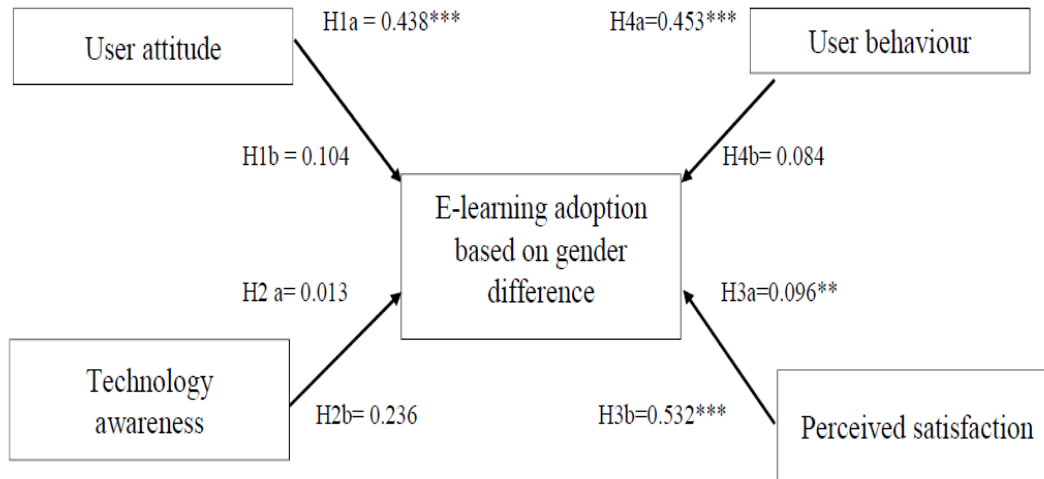 H1a = 0.438***
H4a=0.453***
User attitude
User behaviour
H1b = 0.104
H4b= 0.084
E-learning adoption
based on gender
difference
H2 a= 0.013
H3a=0.096**
Technology
awareness
H2b= 0.236
H3b=0.532***
Perceived satisfaction